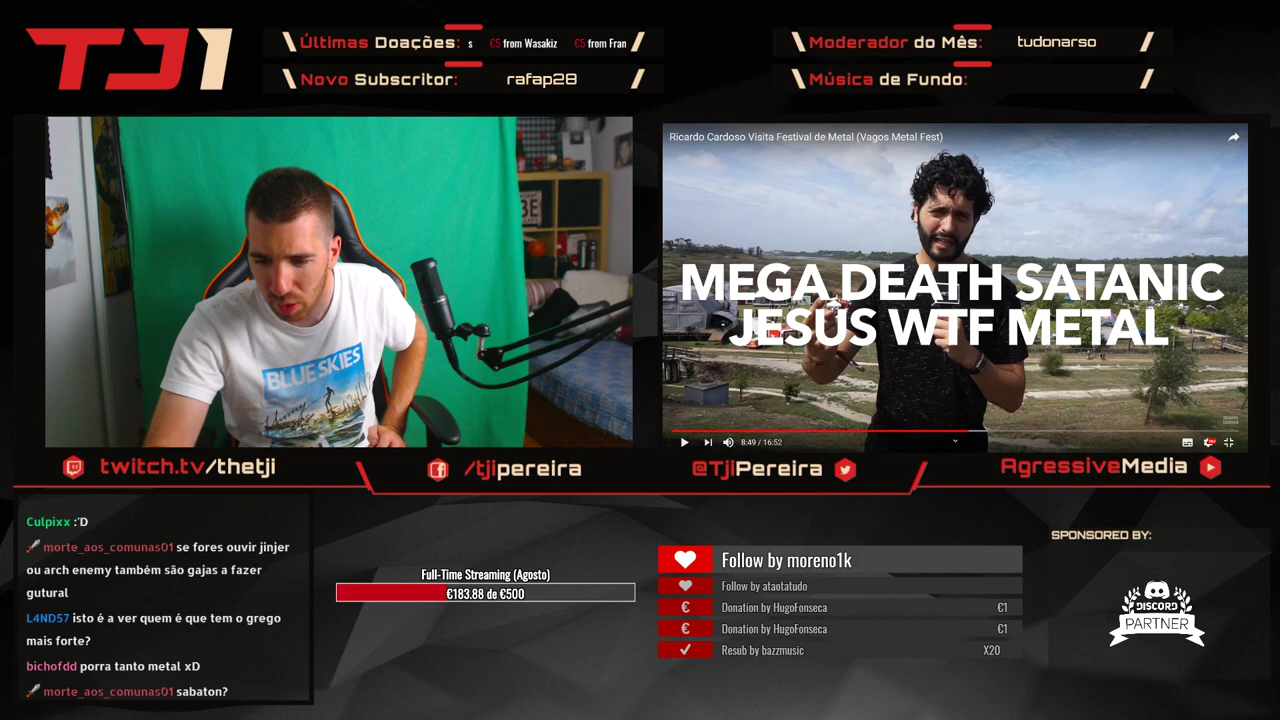 TJI
Últimas Doações: s €5 from Wasakiz €5 from Fran
Novo Subscritor: rafap28
Moderador do Mês: tudonarso
Música de Fundo:
BLUE SKIES
Ricardo Cardoso Visita Festival de Metal (Vagos Metal Fest)
MEGA DEATH SATANIC
JESUS WTF METAL
8:49 / 16:52
twitch.tv/thetji
/tjipereira
@TjiPereira
AgressiveMedia
Culpixx :'D
morte_aos_comunas01 se fores ouvir jinjer
ou arch enemy também são gajas a fazer
gutural
L4ND57 isto é a ver quem é que tem o grego
mais forte?
bichofdd porra tanto metal xD
morte_aos_comunas01 sabaton?
Full-Time Streaming (Agosto)
€183.88 de €500
Follow by moreno1k
Follow by ataotatudo
€ Donation by HugoFonseca €1
€ Donation by HugoFonseca €1
Resub by bazzmusic X20
SPONSORED BY:
DISCORD
PARTNER